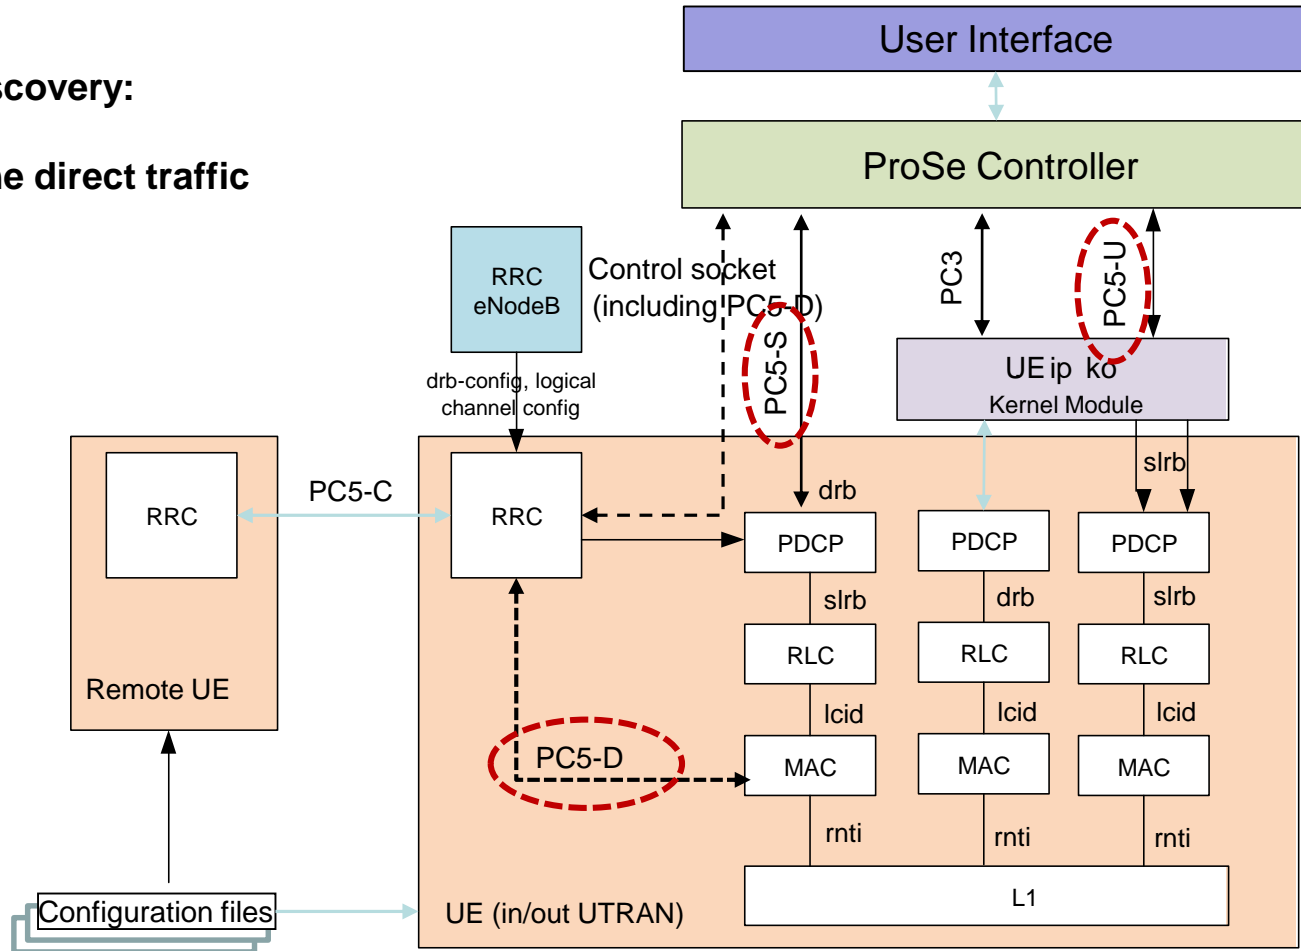 User Interface
scovery:
ProSe Controller
ne direct traffic
RRC
eNodeB
Control socket
(including PC5-D)
PC5-S
PC3
PC5-U
UE ip ko
Kernel Module
drb-config, logical
channel config
slrb
drb
PC5-C
RRC
RRC
PDCP
PDCP
PDCP
slrb
drb
slrb
RLC
RLC
RLC
Remote UE
lcid
lcid
lcid
PC5-D
MAC
MAC
MAC
rnti
rnti
rnti
Configuration files
UE (in/out UTRAN)
L1